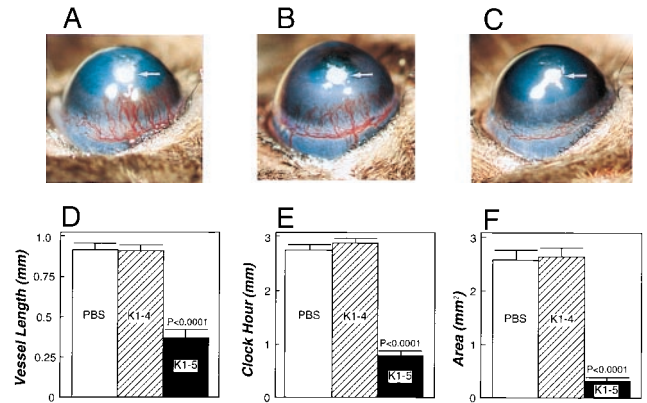 A B C
D E F
Vessel Length (mm)
1.0
0.75
0.5
0.25
0
PBS
K1-4
P<0.0001
K1-5
Clock Hour (mm)
3
2
1
0
PBS
K1-4
P<0.0001
K1-5
Area (mm²)
3
2
1
0
PBS
K1-4
P<0.0001
K1-5